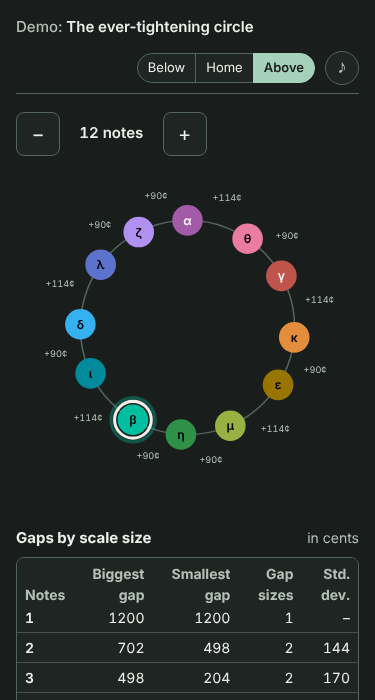 Demo: The ever-tightening circle
Below Home Above ♪
− 12 notes +
+90¢ +114¢
ζ α θ
+90¢ +90¢
λ γ
+114¢ +114¢
δ κ
+90¢ +90¢
ι ε
+114¢ β η μ +114¢
+90¢ +90¢
Gaps by scale size in cents
Notes Biggest gap Smallest gap Gap sizes Std. dev.
1 1200 1200 1 –
2 702 498 2 144
3 498 204 2 170